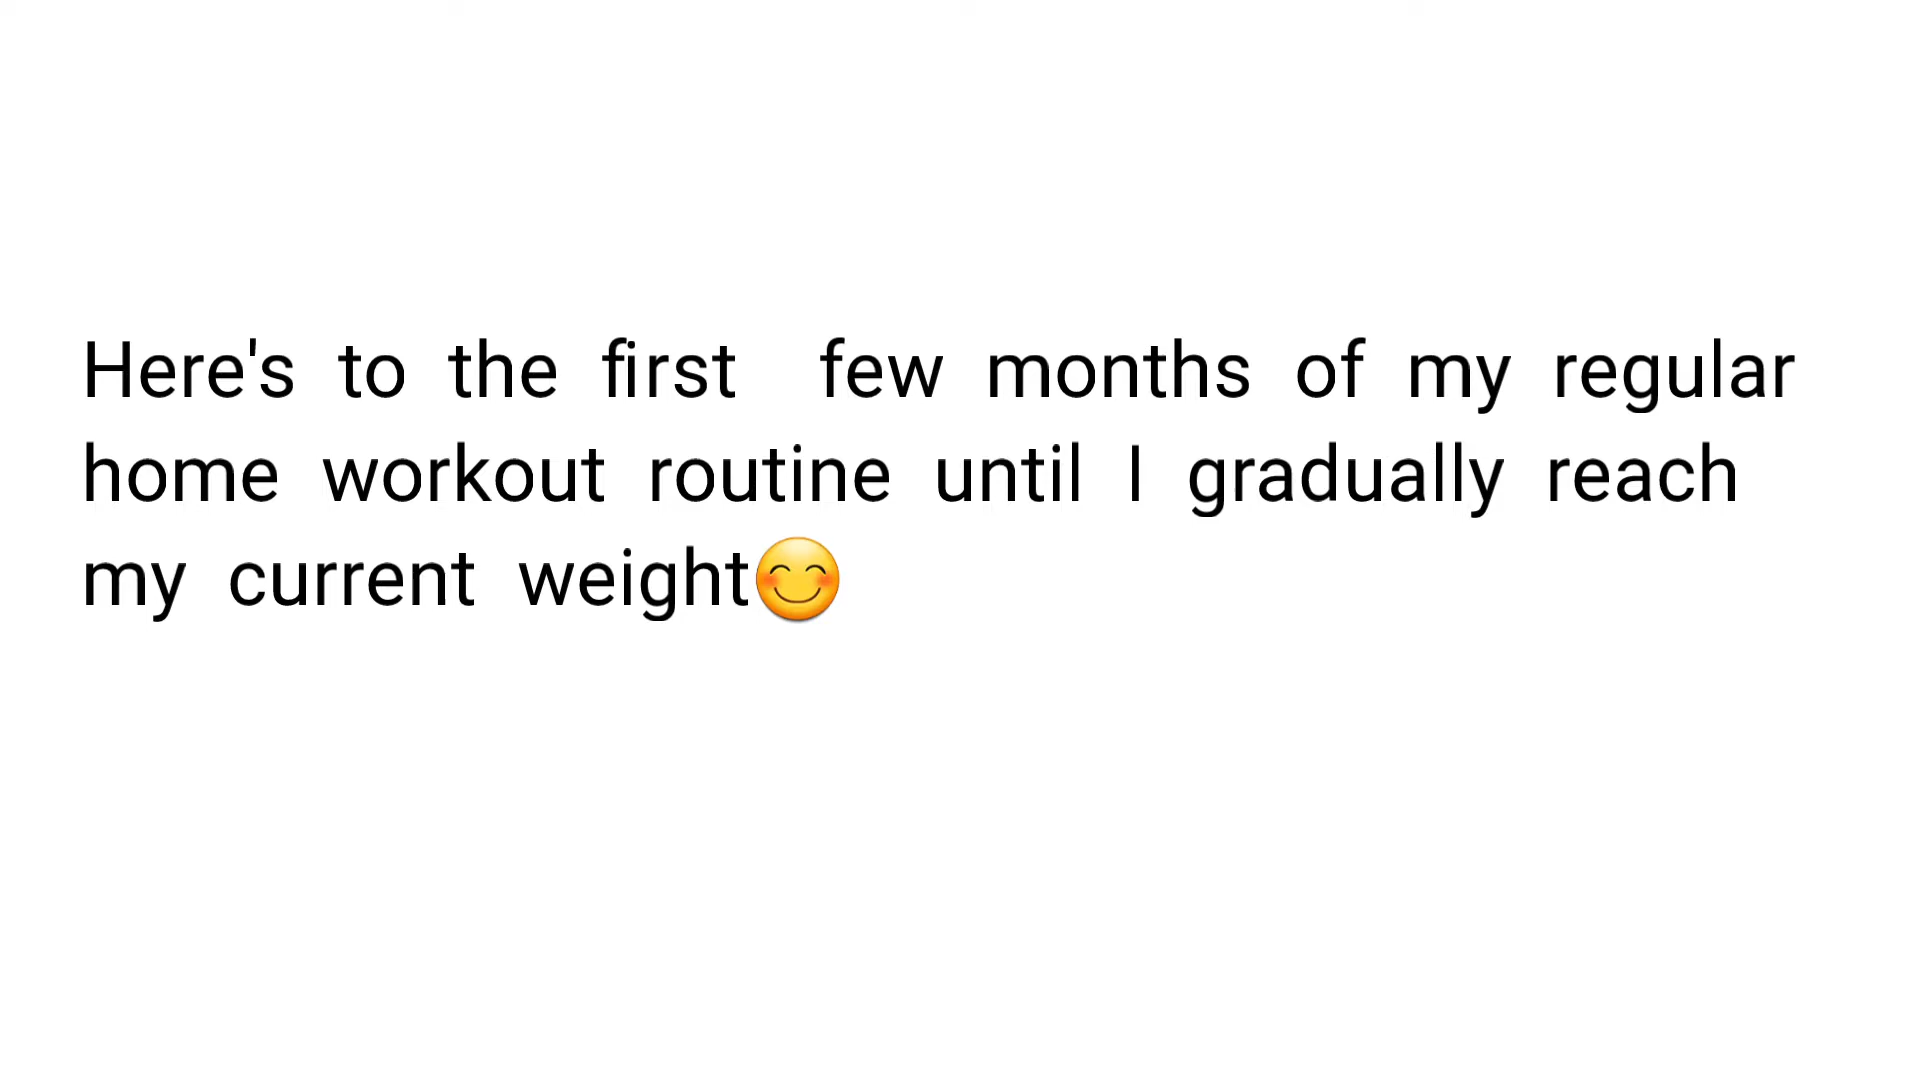 Here's to the first  few months of my regular
home workout routine until I gradually reach
my current weight😊